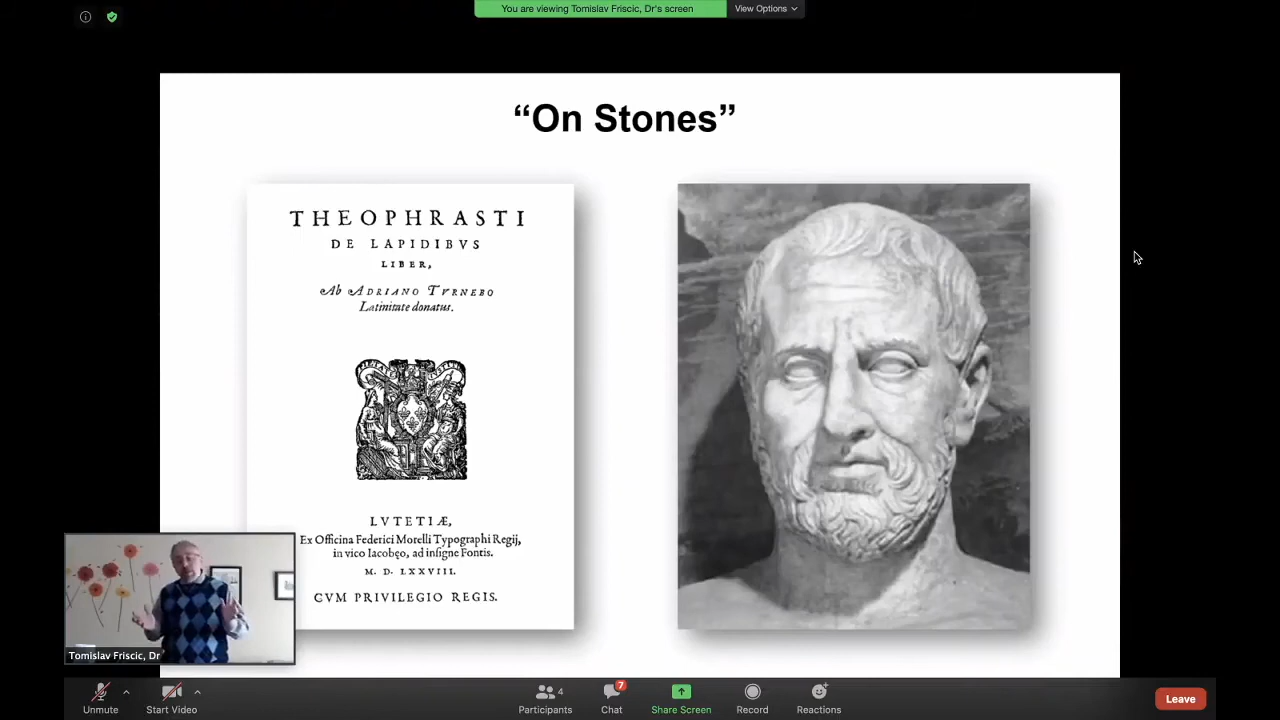 You are viewing Tomislav Friscic, Dr's screen
View Options
“On Stones”
THEOPHRASTI
DE LAPIDIBVS
LIBER,
Ab ADRIANO TVRNEBO
Latinitate donatus.
LVTETIÆ,
Ex Officina Federici Morelli Typographi Regij,
in vico Iacobęo, ad insigne Fontis.
M. D. LXXVIII.
CVM PRIVILEGIO REGIS.
Tomislav Friscic, Dr
Unmute
Start Video
4
Participants
7
Chat
Share Screen
Record
Reactions
Leave